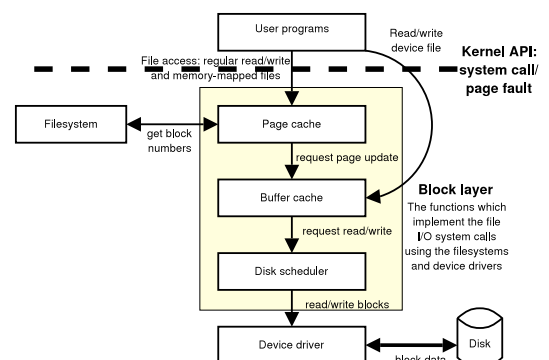 User programs
Read/write
device file
Kernel API:
system call/
page fault
File access: regular read/write
and memory-mapped files
Filesystem
get block
numbers
Page cache
request page update
Buffer cache
Block layer
The functions which
implement the file
I/O system calls
using the filesystems
and device drivers
request read/write
Disk scheduler
read/write blocks
Device driver
block data
Disk